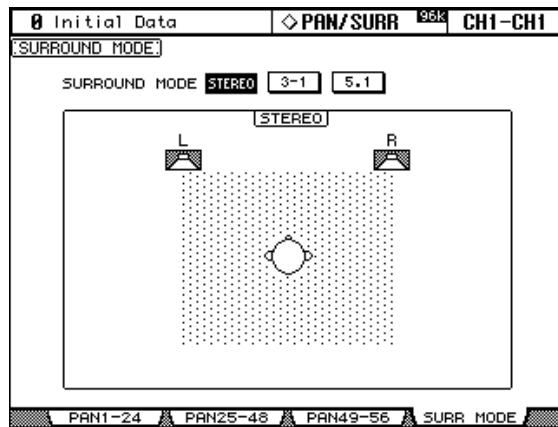 0 Initial Data ◇PAN/SURR 96k CH1-CH1
SURROUND MODE
SURROUND MODE STEREO 3-1 5.1
STEREO
L R
PAN1-24 PAN25-48 PAN49-56 SURR MODE